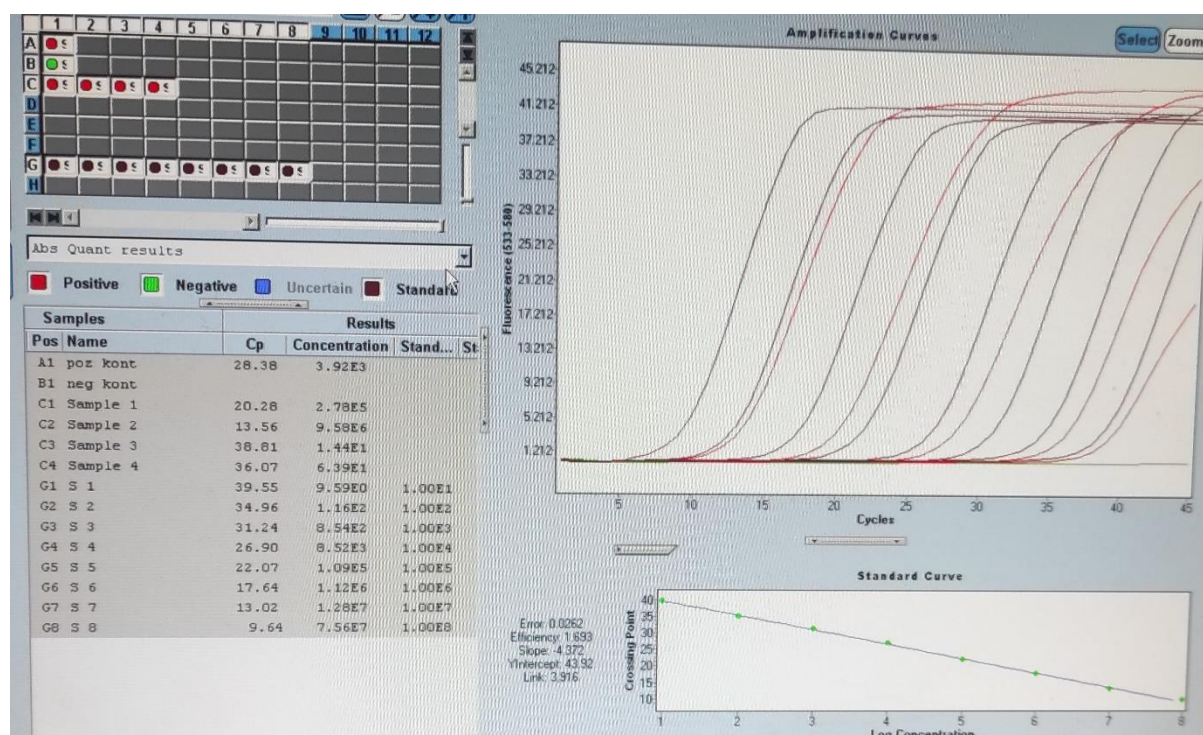 1 2 3 4 5 6 7 8 9 10 11 12
A
B
C
D
E
F
G
H
Abs Quant results
Positive Negative Uncertain Standard
Samples Results
Pos Name Cp Concentration Stand... St
A1 poz kont 28.38 3.92E3
B1 neg kont
C1 Sample 1 20.28 2.78E5
C2 Sample 2 13.56 9.58E6
C3 Sample 3 38.81 1.44E1
C4 Sample 4 36.07 6.39E1
G1 S 1 39.55 9.59E0 1.00E1
G2 S 2 34.96 1.16E2 1.00E2
G3 S 3 31.24 8.54E2 1.00E3
G4 S 4 26.90 8.52E3 1.00E4
G5 S 5 22.07 1.09E5 1.00E5
G6 S 6 17.64 1.12E6 1.00E6
G7 S 7 13.02 1.28E7 1.00E7
G8 S 8 9.64 7.56E7 1.00E8
Amplification Curves
Select Zoom
45.212
41.212
37.212
33.212
29.212
25.212
21.212
17.212
13.212
9.212
5.212
1.212
Fluorescence (533-580)
5 10 15 20 25 30 35 40 45
Cycles
Standard Curve
Error: 0.0262
Efficiency: 1.693
Slope: -4.372
YIntercept: 43.92
Link: 3.916
Crossing Point
40
35
30
25
20
15
10
1 2 3 4 5 6 7 8
Log Concentration